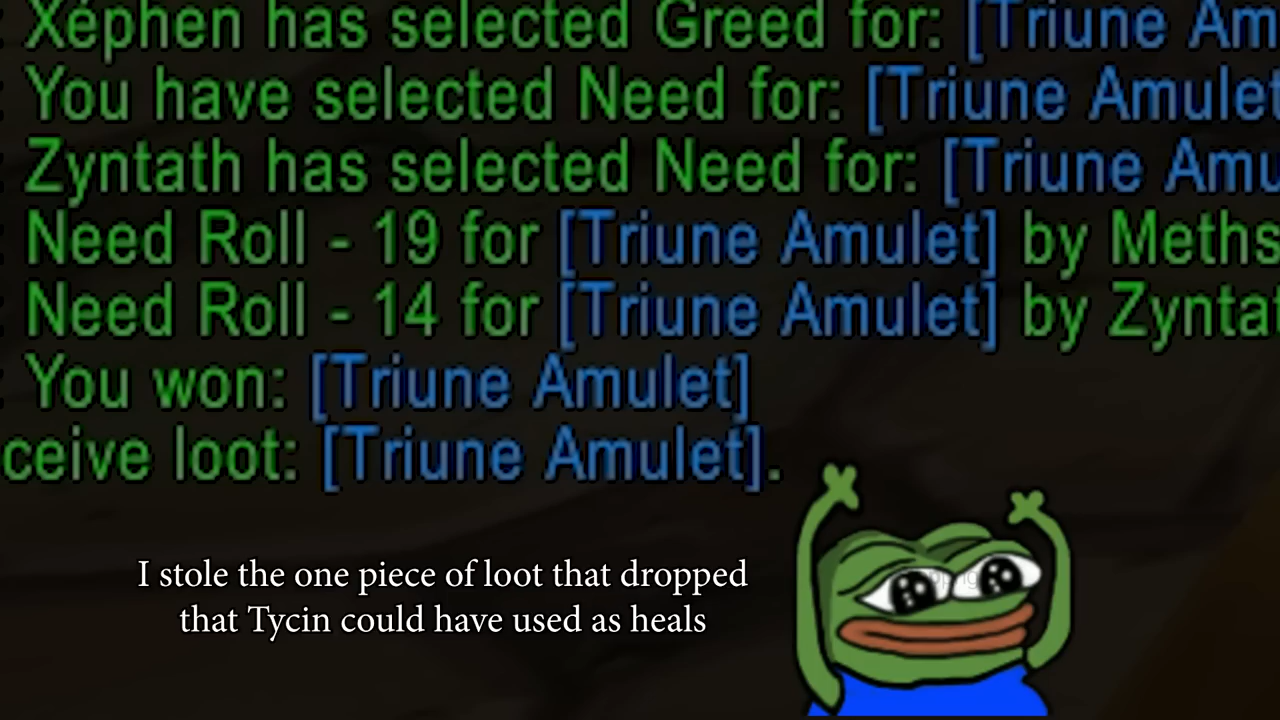 Xéphen has selected Greed for: [Triune Am
You have selected Need for: [Triune Amulet
Zyntath has selected Need for: [Triune Amu
Need Roll - 19 for [Triune Amulet] by Meths
Need Roll - 14 for [Triune Amulet] by Zyntat
You won: [Triune Amulet]
ceive loot: [Triune Amulet].
I stole the one piece of loot that dropped
that Tycin could have used as heals